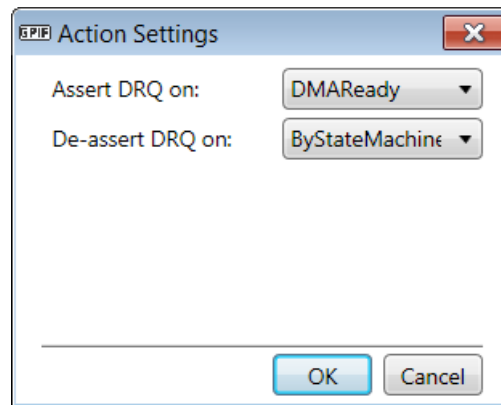 GPIF Action Settings
Assert DRQ on: DMAReady
De-assert DRQ on: ByStateMachine
OK Cancel